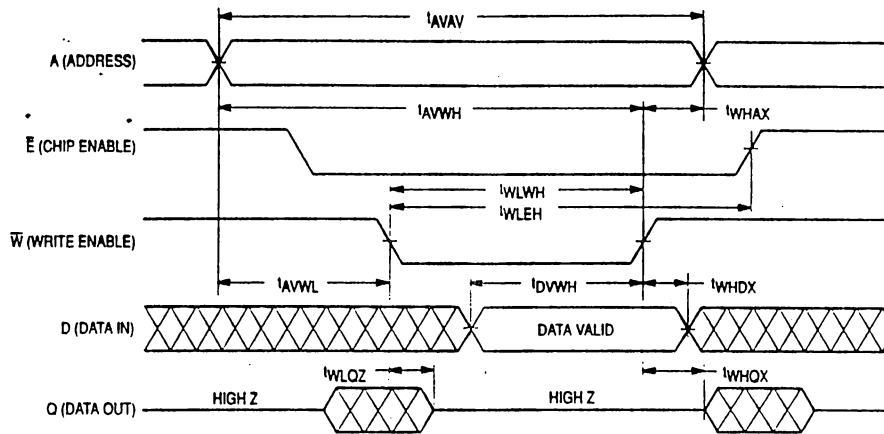 tAVAV
A (ADDRESS)
tAVWH
tWHAX
E (CHIP ENABLE)
tWLWH
tWLEH
W (WRITE ENABLE)
tAVWL
tDVWH
tWHDX
D (DATA IN)
DATA VALID
tWLQZ
tWHQX
Q (DATA OUT)
HIGH Z
HIGH Z